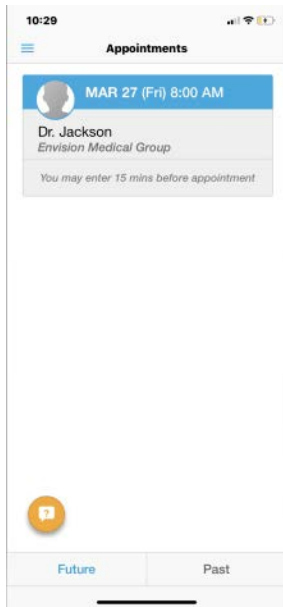 10:29
Appointments
MAR 27 (Fri) 8:00 AM
Dr. Jackson
Envision Medical Group
You may enter 15 mins before appointment
?
Future
Past